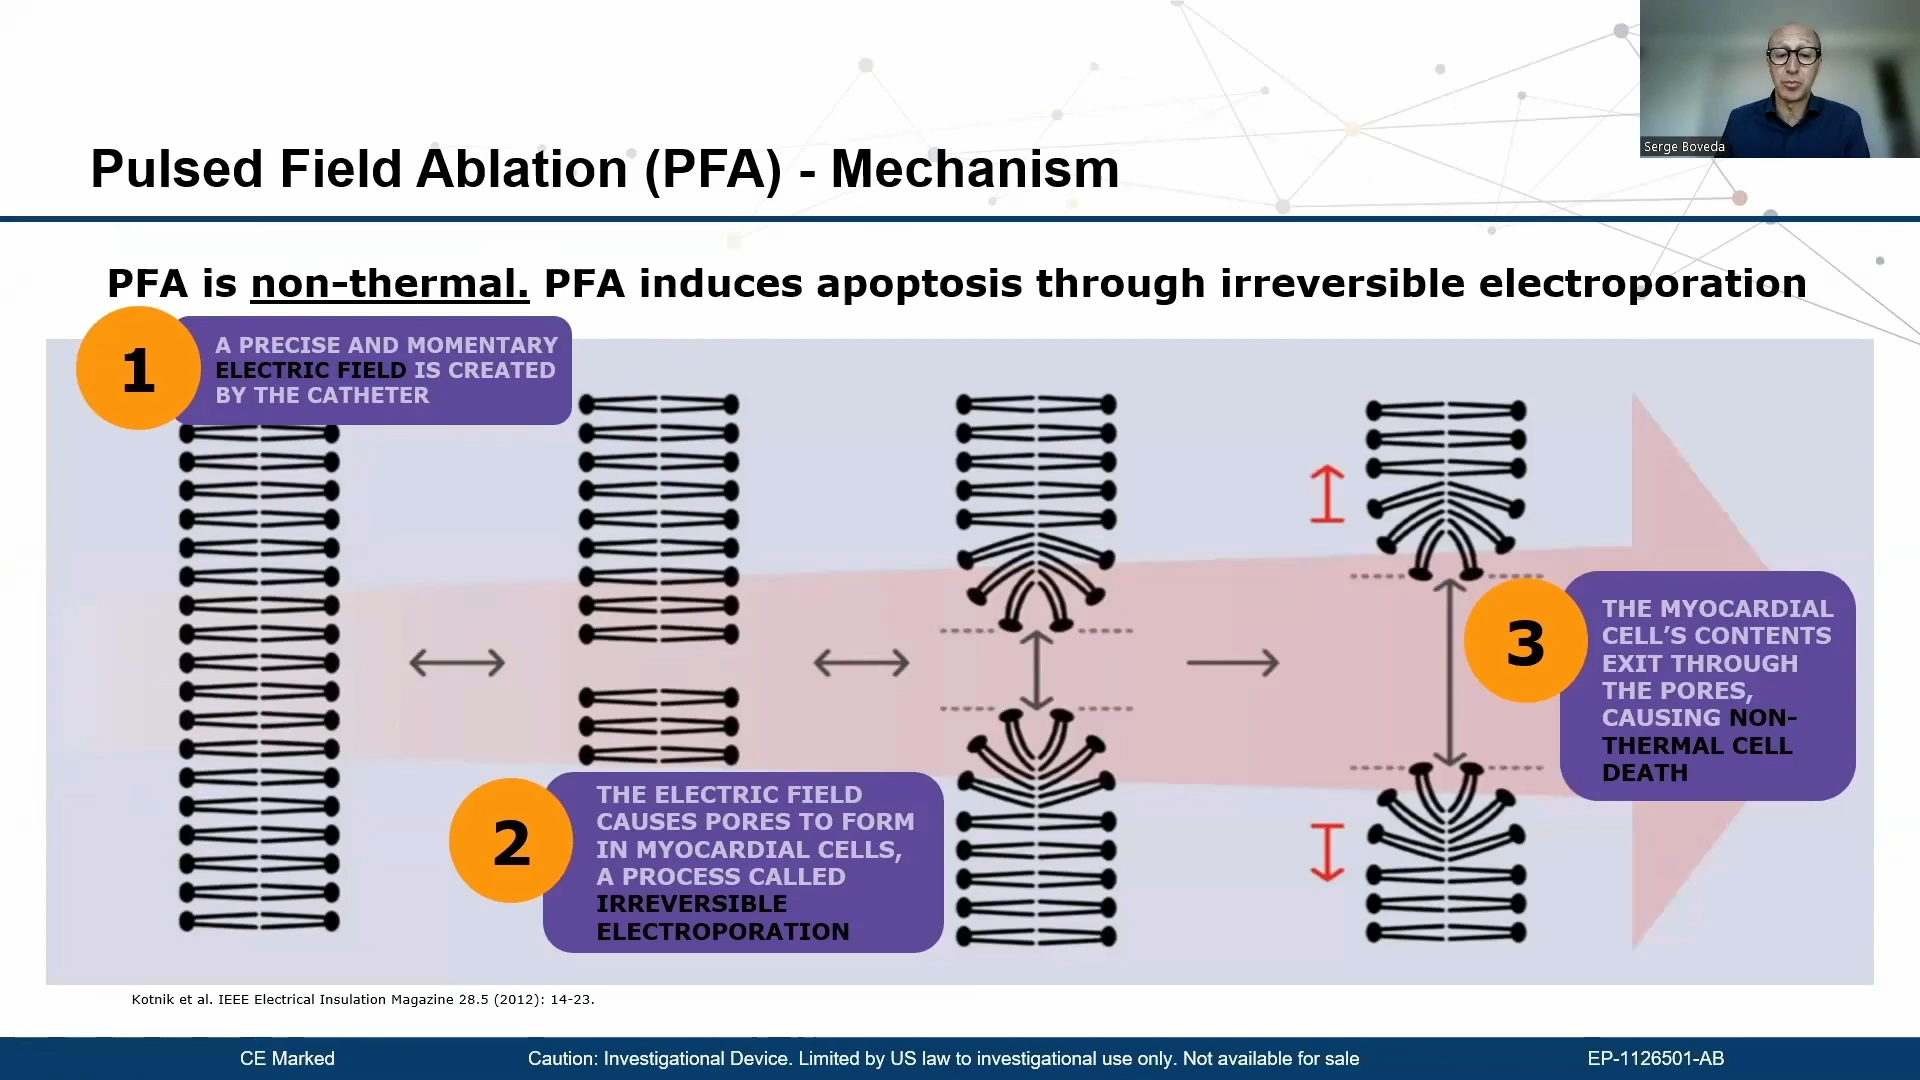 Serge Boveda
Pulsed Field Ablation (PFA) - Mechanism
PFA is non-thermal. PFA induces apoptosis through irreversible electroporation
1
A PRECISE AND MOMENTARY
ELECTRIC FIELD IS CREATED
BY THE CATHETER
2
THE ELECTRIC FIELD
CAUSES PORES TO FORM
IN MYOCARDIAL CELLS,
A PROCESS CALLED
IRREVERSIBLE
ELECTROPORATION
3
THE MYOCARDIAL
CELL’S CONTENTS
EXIT THROUGH
THE PORES,
CAUSING NON-
THERMAL CELL
DEATH
Kotnik et al. IEEE Electrical Insulation Magazine 28.5 (2012): 14-23.
CE Marked
Caution: Investigational Device. Limited by US law to investigational use only. Not available for sale
EP-1126501-AB